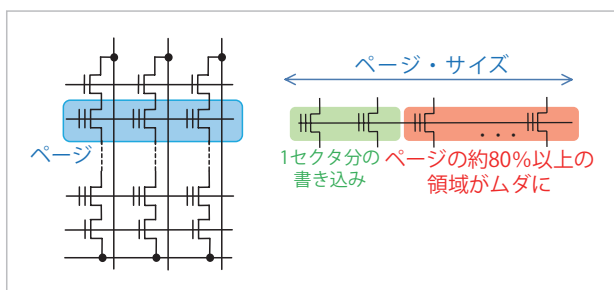 ページ
ページ・サイズ
1セクタ分の
書き込み
ページの約80%以上の
領域がムダに